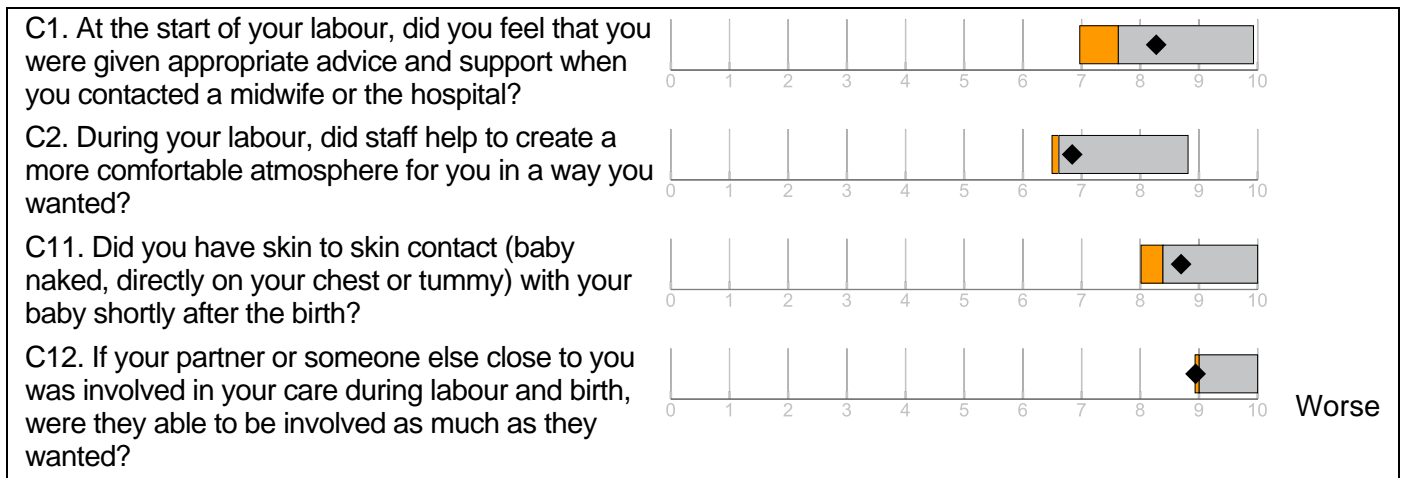 C1. At the start of your labour, did you feel that you
were given appropriate advice and support when
you contacted a midwife or the hospital?
0 1 2 3 4 5 6 7 8 9 10
C2. During your labour, did staff help to create a
more comfortable atmosphere for you in a way you
wanted?
0 1 2 3 4 5 6 7 8 9 10
C11. Did you have skin to skin contact (baby
naked, directly on your chest or tummy) with your
baby shortly after the birth?
0 1 2 3 4 5 6 7 8 9 10
C12. If your partner or someone else close to you
was involved in your care during labour and birth,
were they able to be involved as much as they
wanted?
0 1 2 3 4 5 6 7 8 9 10
Worse